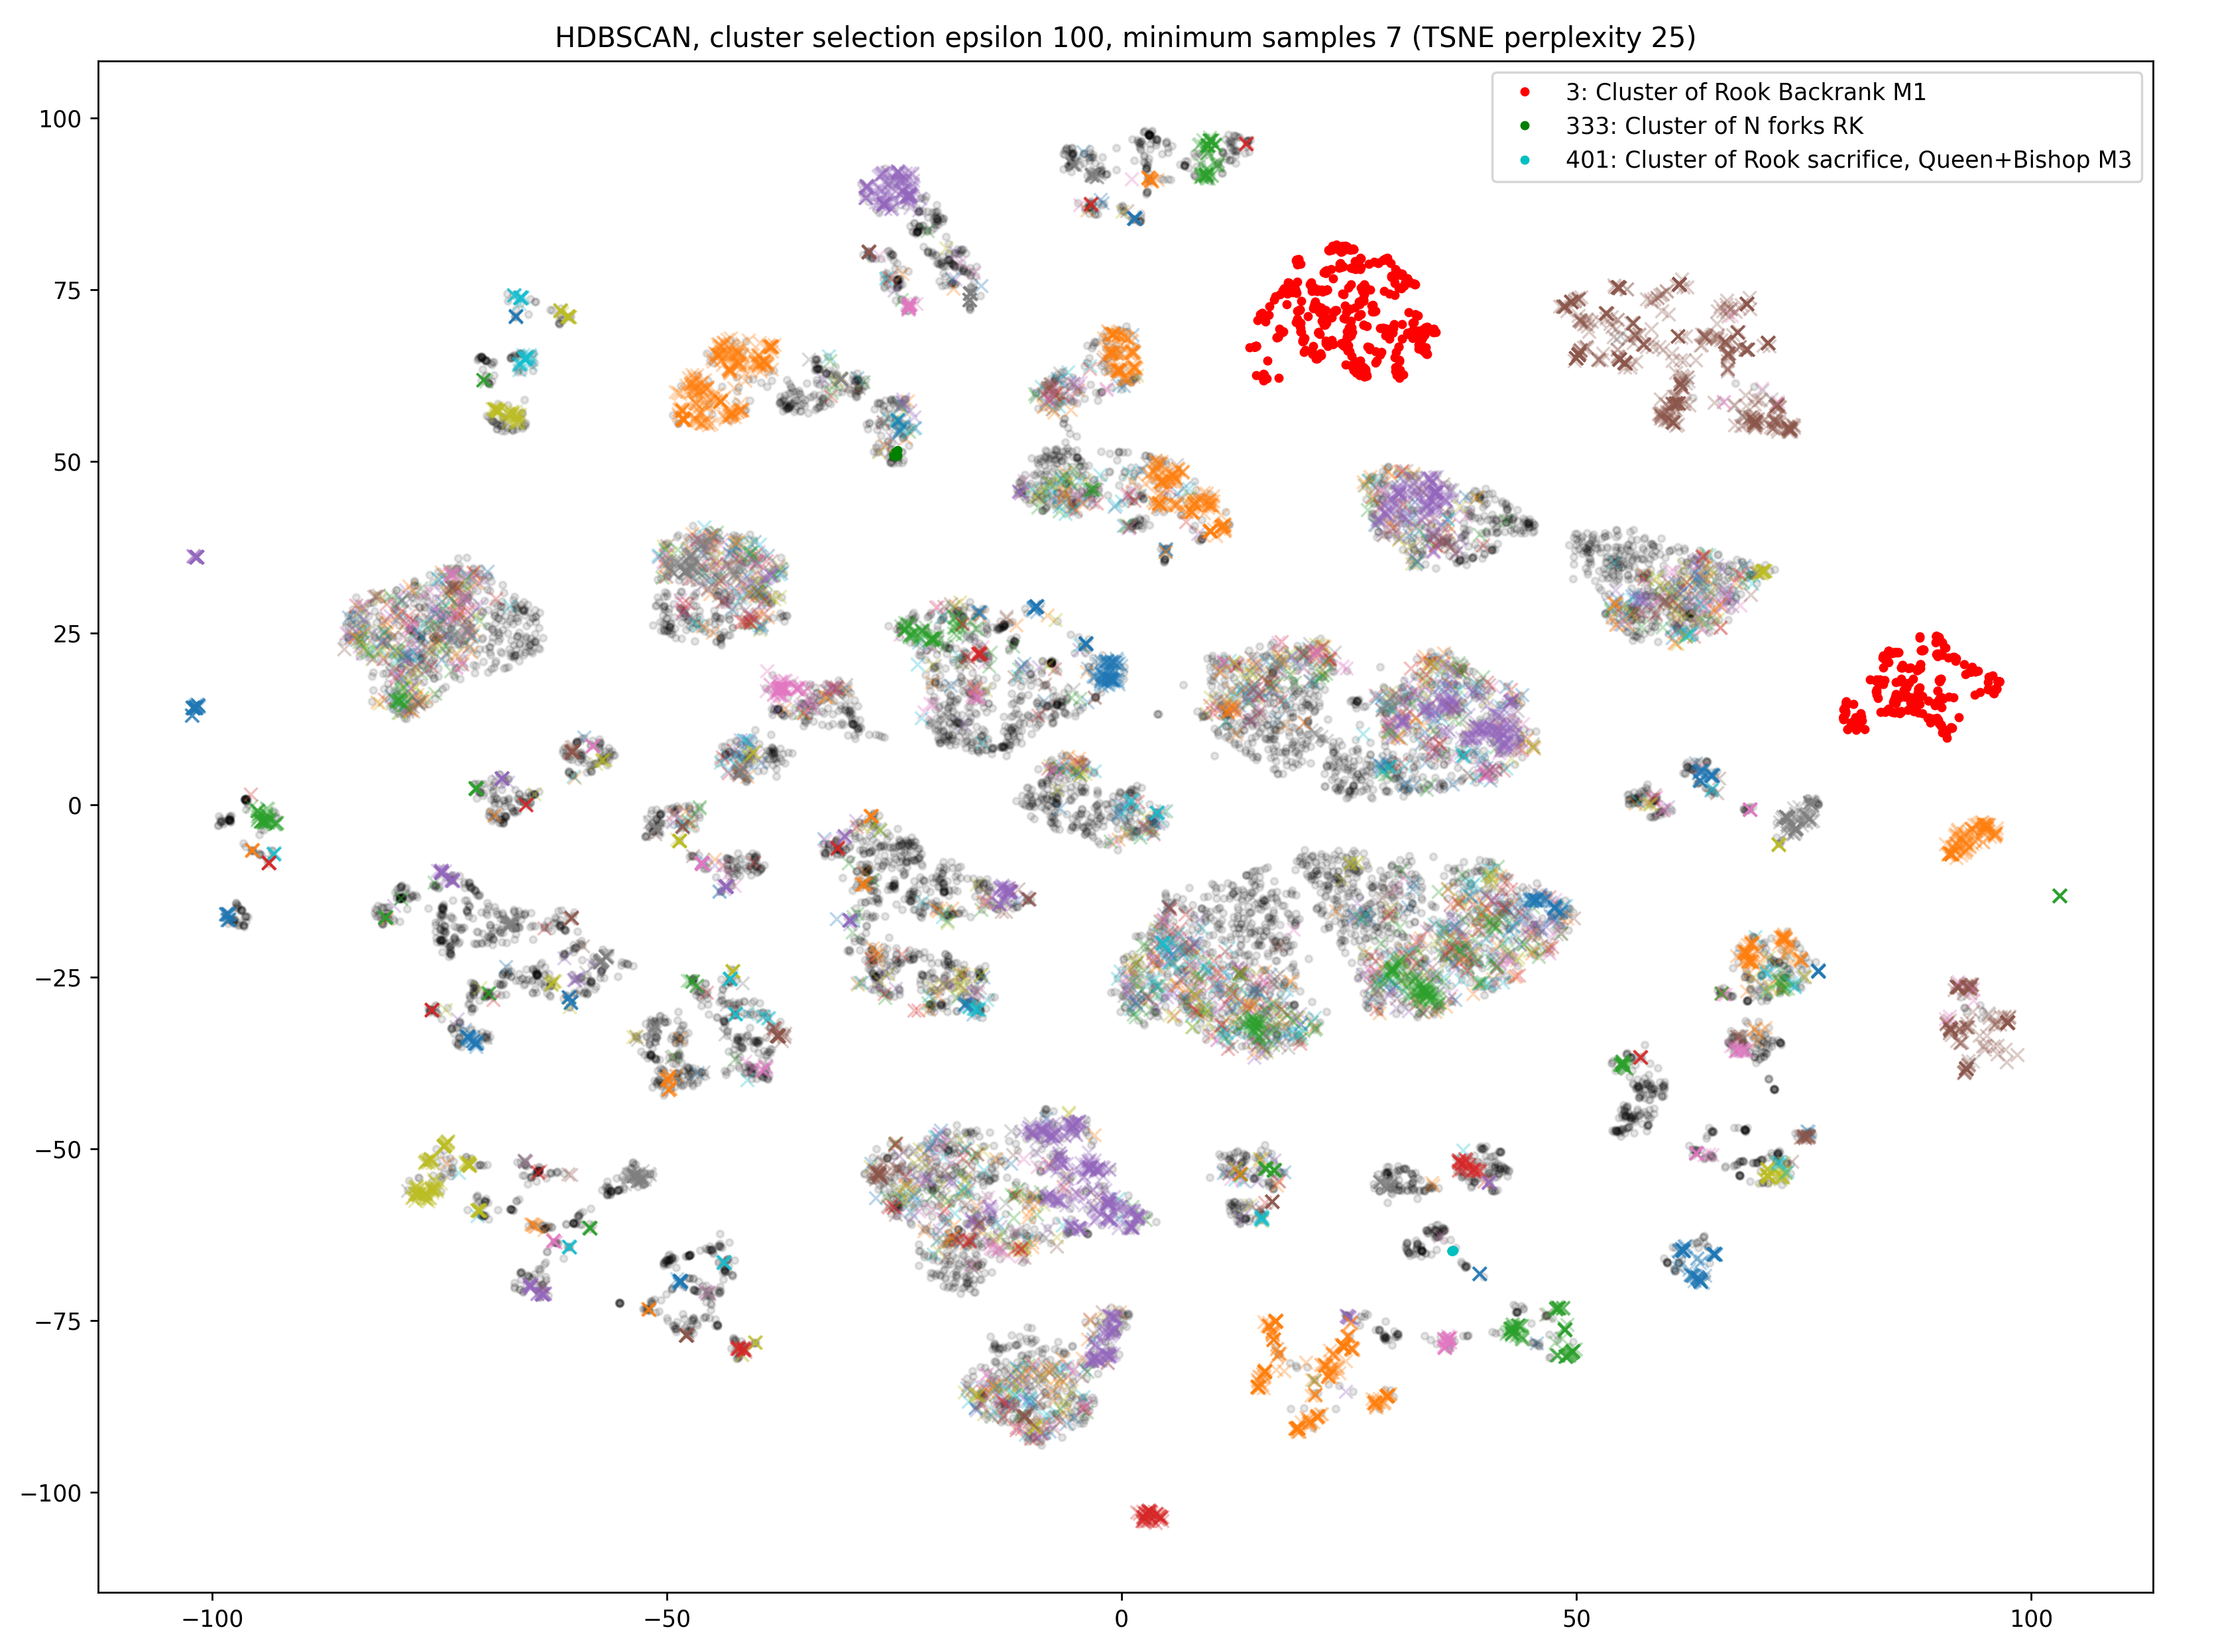 HDBSCAN, cluster selection epsilon 100, minimum samples 7 (TSNE perplexity 25)
3: Cluster of Rook Backrank M1
333: Cluster of N forks RK
401: Cluster of Rook sacrifice, Queen+Bishop M3
100
75
50
25
0
−25
−50
−75
−100
−100 −50 0 50 100